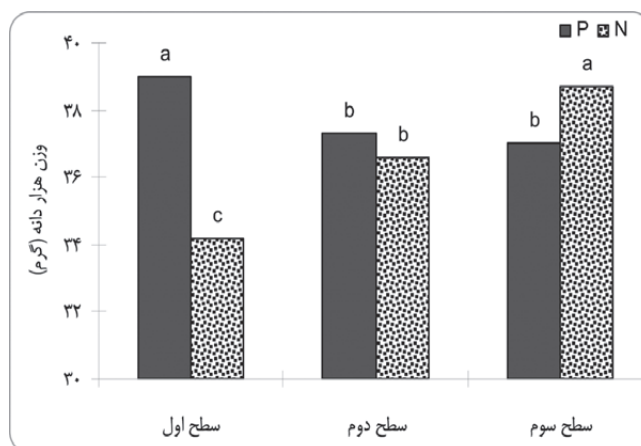 P N
۴۰
۳۸
۳۶
۳۴
۳۲
۳۰
وزن هزار دانه (گرم)
a
c
b
b
b
a
سطح اول
سطح دوم
سطح سوم